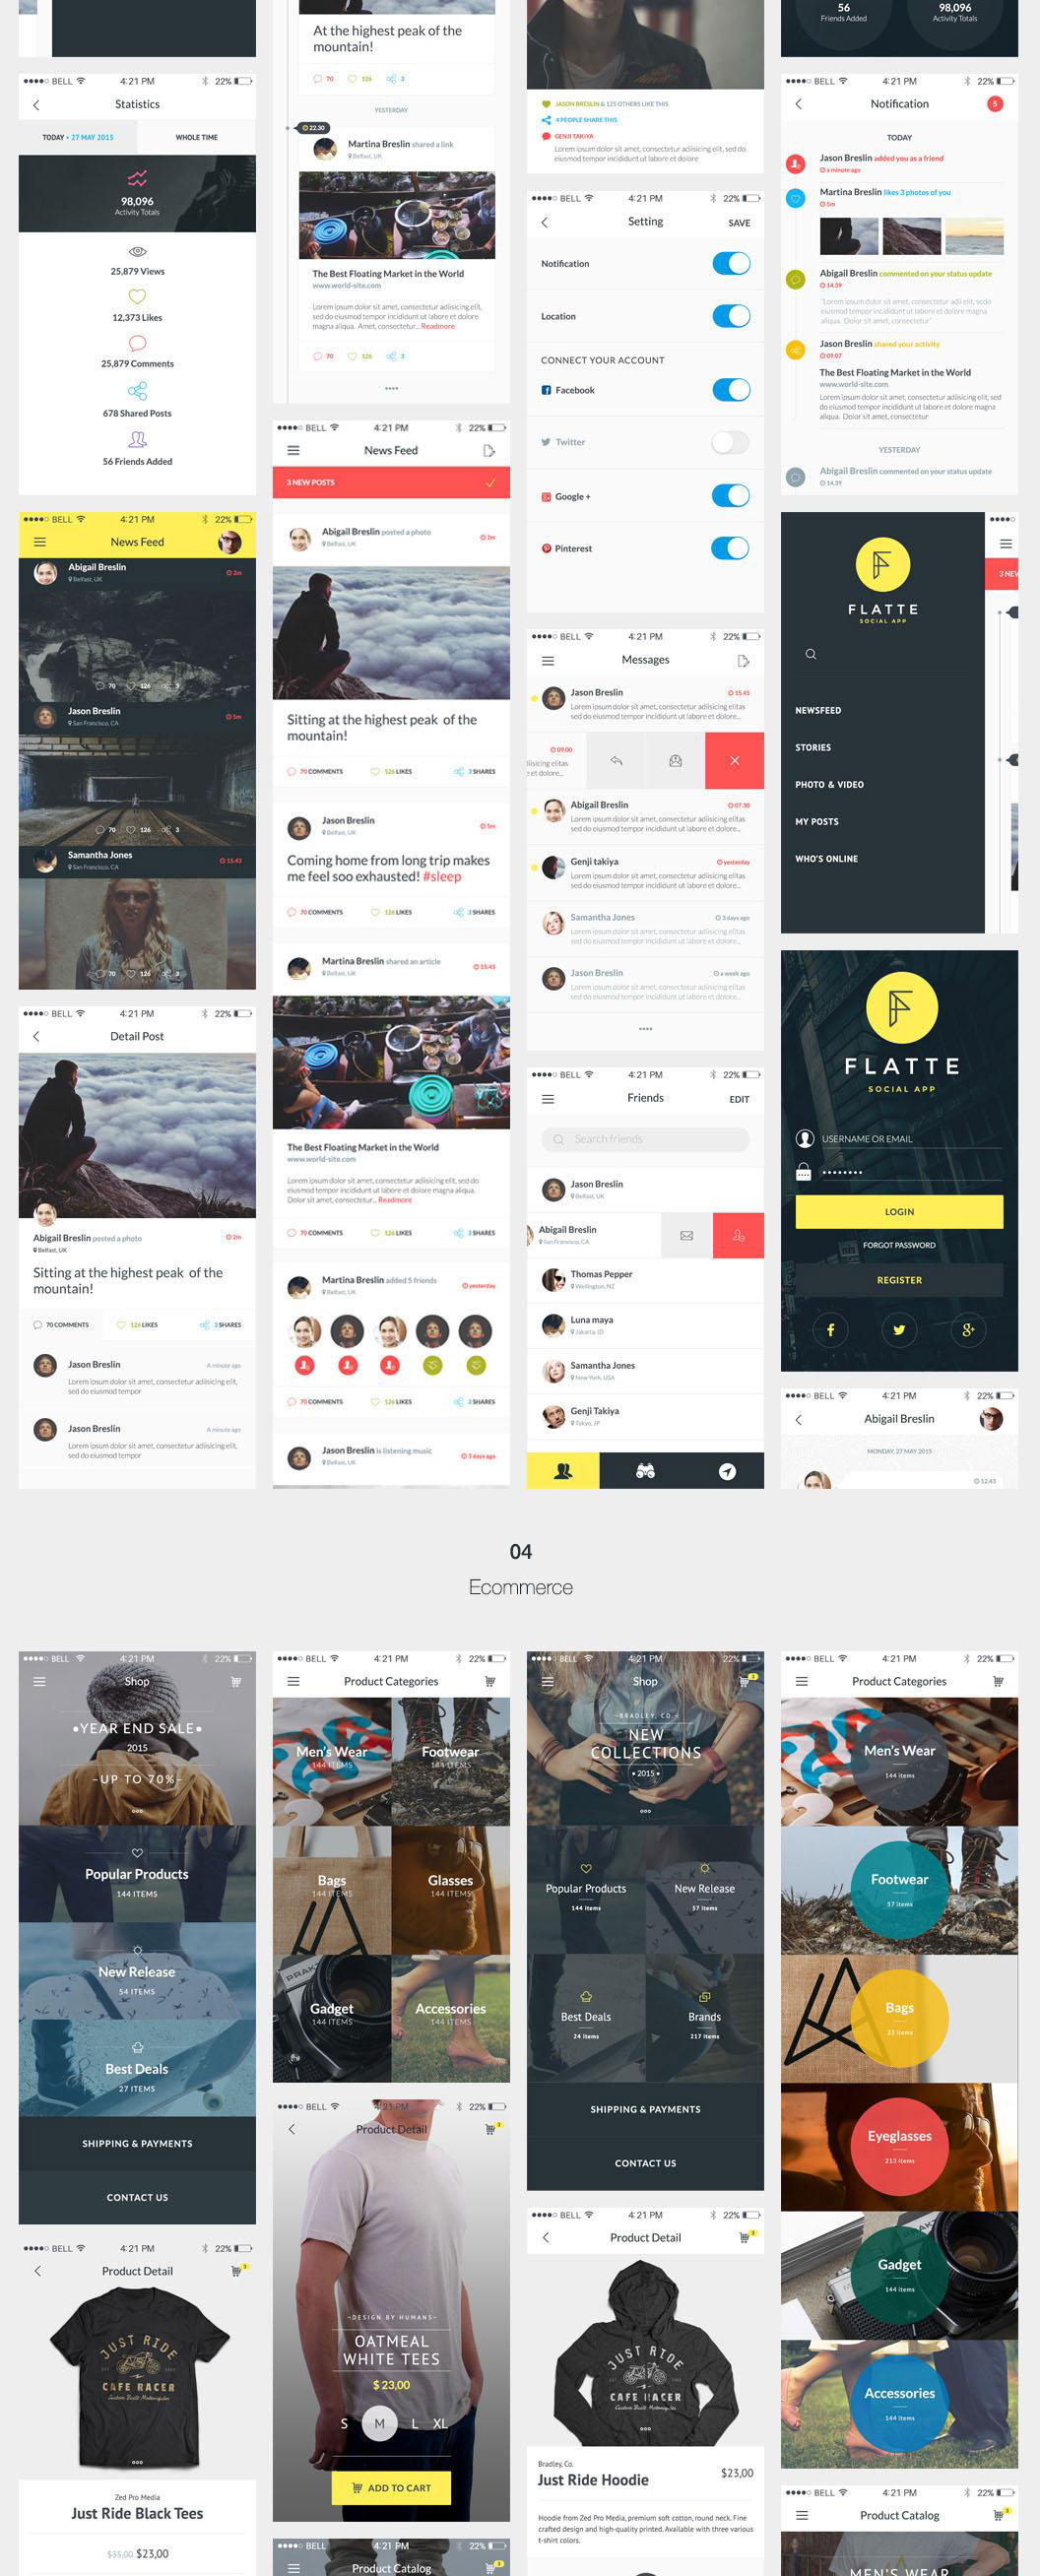 56
Friends Added
98,096
Activity Totals
BELL 4:21 PM 22%
Statistics
TODAY • 27 MAY 2015
WHOLE TIME
98,096
Activity Totals
25,879 Views
12,373 Likes
25,879 Comments
678 Shared Posts
56 Friends Added
BELL 4:21 PM 22%
News Feed
Abigail Breslin
Belfast, UK
2m
70 126 3
Jason Breslin
San Francisco, CA
5m
70 126 3
Samantha Jones
San Francisco, CA
15.43
70 126 3
BELL 4:21 PM 22%
Detail Post
Abigail Breslin posted a photo
2m
Belfast, UK
Sitting at the highest peak of the
mountain!
70 COMMENTS 126 LIKES 3 SHARES
Jason Breslin
A minute ago
Lorem ipsum dolor sit amet, consectetur adiisicing elit,
sed do eiusmod tempor
Jason Breslin
A minute ago
Lorem ipsum dolor sit amet, consectetur adiisicing elit,
sed do eiusmod tempor
At the highest peak of the
mountain!
70 126 3
YESTERDAY
22.30
Martina Breslin shared a link
Belfast, UK
The Best Floating Market in the World
www.world-site.com
Lorem ipsum dolor sit amet, consectetur adiisicing elit,
sed do eiusmod tempor incididunt ut labore et dolore
magna aliqua. Amet, consectetur... Readmore
70 126 3
BELL 4:21 PM 22%
News Feed
3 NEW POSTS
Abigail Breslin posted a photo
Belfast, UK
2m
Sitting at the highest peak of the
mountain!
70 COMMENTS 126 LIKES 3 SHARES
Jason Breslin
Belfast, UK
5m
Coming home from long trip makes
me feel soo exhausted! #sleep
70 COMMENTS 126 LIKES 3 SHARES
Martina Breslin shared an article
Belfast, UK
15.45
The Best Floating Market in the World
www.world-site.com
Lorem ipsum dolor sit amet, consectetur adiisicing elit, sed do
eiusmod tempor incididunt ut labore et dolore magna aliqua.
Dolor sit amet, consectetur... Readmore
70 COMMENTS 126 LIKES 3 SHARES
Martina Breslin added 5 friends
Belfast, UK
yesterday
70 COMMENTS 126 LIKES 3 SHARES
Jason Breslin is listening music
Belfast, UK
3 days ago
JASON BRESLIN & 125 OTHERS LIKE THIS
4 PEOPLE SHARE THIS
GENJI TAKIYA
Lorem ipsum dolor sit amet, consectetur adiisicing elit, sed do
eiusmod tempor incididunt ut labore et dolore
BELL 4:21 PM 22%
Setting
SAVE
Notification
Location
CONNECT YOUR ACCOUNT
Facebook
Twitter
Google +
Pinterest
BELL 4:21 PM 22%
Messages
Jason Breslin
15.45
Lorem ipsum dolor sit amet, consectetur adiisicing elitas
sed do eiusmod tempor incididunt ut labore et dolore...
09.00
et dolore...
Abigail Breslin
07.30
Lorem ipsum dolor sit amet, consectetur adiisicing elitas
sed do eiusmod tempor incididunt ut labore et dolore...
Genji takiya
yesterday
Lorem ipsum dolor sit amet, consectetur adiisicing elitas
sed do eiusmod tempor incididunt ut labore et dolore...
Samantha Jones
3 days ago
Lorem ipsum dolor sit amet, consectetur adiisicing elitas
sed do eiusmod tempor incididunt ut labore et dolore...
Jason Breslin
a week ago
Lorem ipsum dolor sit amet, consectetur adiisicing elitas
sed do eiusmod tempor incididunt ut labore et dolore...
BELL 4:21 PM 22%
Friends
EDIT
Search friends
Jason Breslin
Belfast, UK
Abigail Breslin
San Francisco, CA
Thomas Pepper
Wellington, NZ
Luna maya
Jakarta, ID
Samantha Jones
New York, USA
Genji Takiya
Tokyo, JP
BELL 4:21 PM 22%
Notification
5
TODAY
Jason Breslin added you as a friend
a minute ago
Martina Breslin likes 3 photos of you
5m
Abigail Breslin commented on your status update
14.39
"Lorem ipsum dolor sit amet, consectetur adi elit, sedo
eiusmod tempor incididunt ut labore et dolore magna
aliqua. Dolor sit amet, consectetur"
Jason Breslin shared your activity
09.07
The Best Floating Market in the World
www.world-site.com
Lorem ipsum dolor sit amet, consectetur adiisicing elit, sed
do eiusmod tempor incididunt ut labore et dolore magna
aliqua. Dolor sit amet, consectetur
YESTERDAY
Abigail Breslin commented on your status update
14.39
FLATTE
SOCIAL APP
3 NEW
NEWSFEED
STORIES
PHOTO & VIDEO
MY POSTS
WHO'S ONLINE
FLATTE
SOCIAL APP
USERNAME OR EMAIL
LOGIN
FORGOT PASSWORD
REGISTER
BELL 4:21 PM 22%
Abigail Breslin
MONDAY, 27 MAY 2015
12.43
04
Ecommerce
BELL 4:21 PM 22%
Shop
•YEAR END SALE•
2015
-UP TO 70%-
Popular Products
144 ITEMS
New Release
54 ITEMS
Best Deals
27 ITEMS
SHIPPING & PAYMENTS
CONTACT US
BELL 4:21 PM 22%
Product Detail
3
JUST RIDE
CAFE RACER
Custom Built Motorcycles
Zed Pro Media
Just Ride Black Tees
$35,00 $23,00
BELL 4:21 PM 22%
Product Categories
Men's Wear
144 ITEMS
Footwear
144 ITEMS
Bags
144 ITEMS
Glasses
144 ITEMS
Gadget
144 ITEMS
Accessories
144 ITEMS
BELL 4:21 PM 22%
Product Detail
3
-DESIGN BY HUMANS-
OATMEAL
WHITE TEES
$ 23,00
S M L XL
ADD TO CART
BELL 4:21 PM 22%
Product Catalog
3
BELL 4:21 PM 22%
Shop
3
-BRADLEY, CO.-
NEW
COLLECTIONS
• 2015 •
Popular Products
144 items
New Release
57 items
Best Deals
24 items
Brands
217 items
SHIPPING & PAYMENTS
CONTACT US
BELL 4:21 PM 22%
Product Detail
3
JUST RIDE
CAFE RACER
Custom Built Motorcycles
Bradley, Co.
Just Ride Hoodie
$23,00
Hoodie from Zed Pro Media, premium soft cotton, round neck. Fine
crafted design and high-quality printed. Available with three various
t-shirt colors.
BELL 4:21 PM 22%
Product Categories
Men's Wear
144 items
Footwear
57 items
Bags
23 items
Eyeglasses
213 items
Gadget
144 items
Accessories
144 items
BELL 4:21 PM 22%
Product Catalog
3
MEN'S WEAR